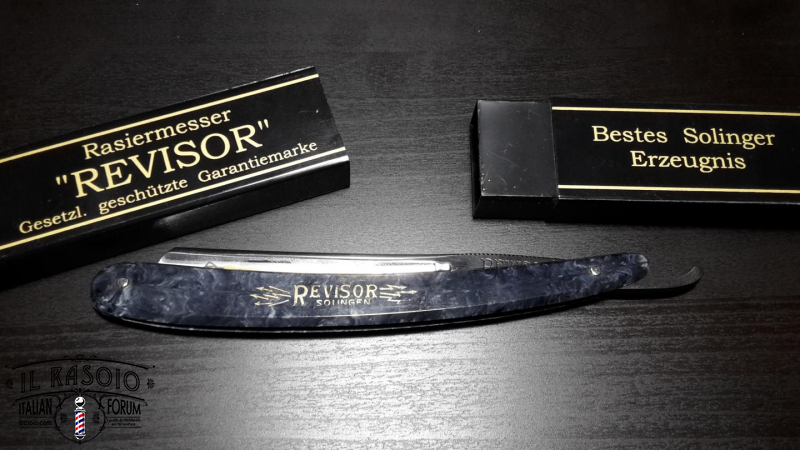 Rasiermesser
"REVISOR"
Gesetzl. geschützte Garantiemarke
Bestes Solinger
Erzeugnis
REVISOR
SOLINGEN
IL RASOIO
ITALIAN FORUM